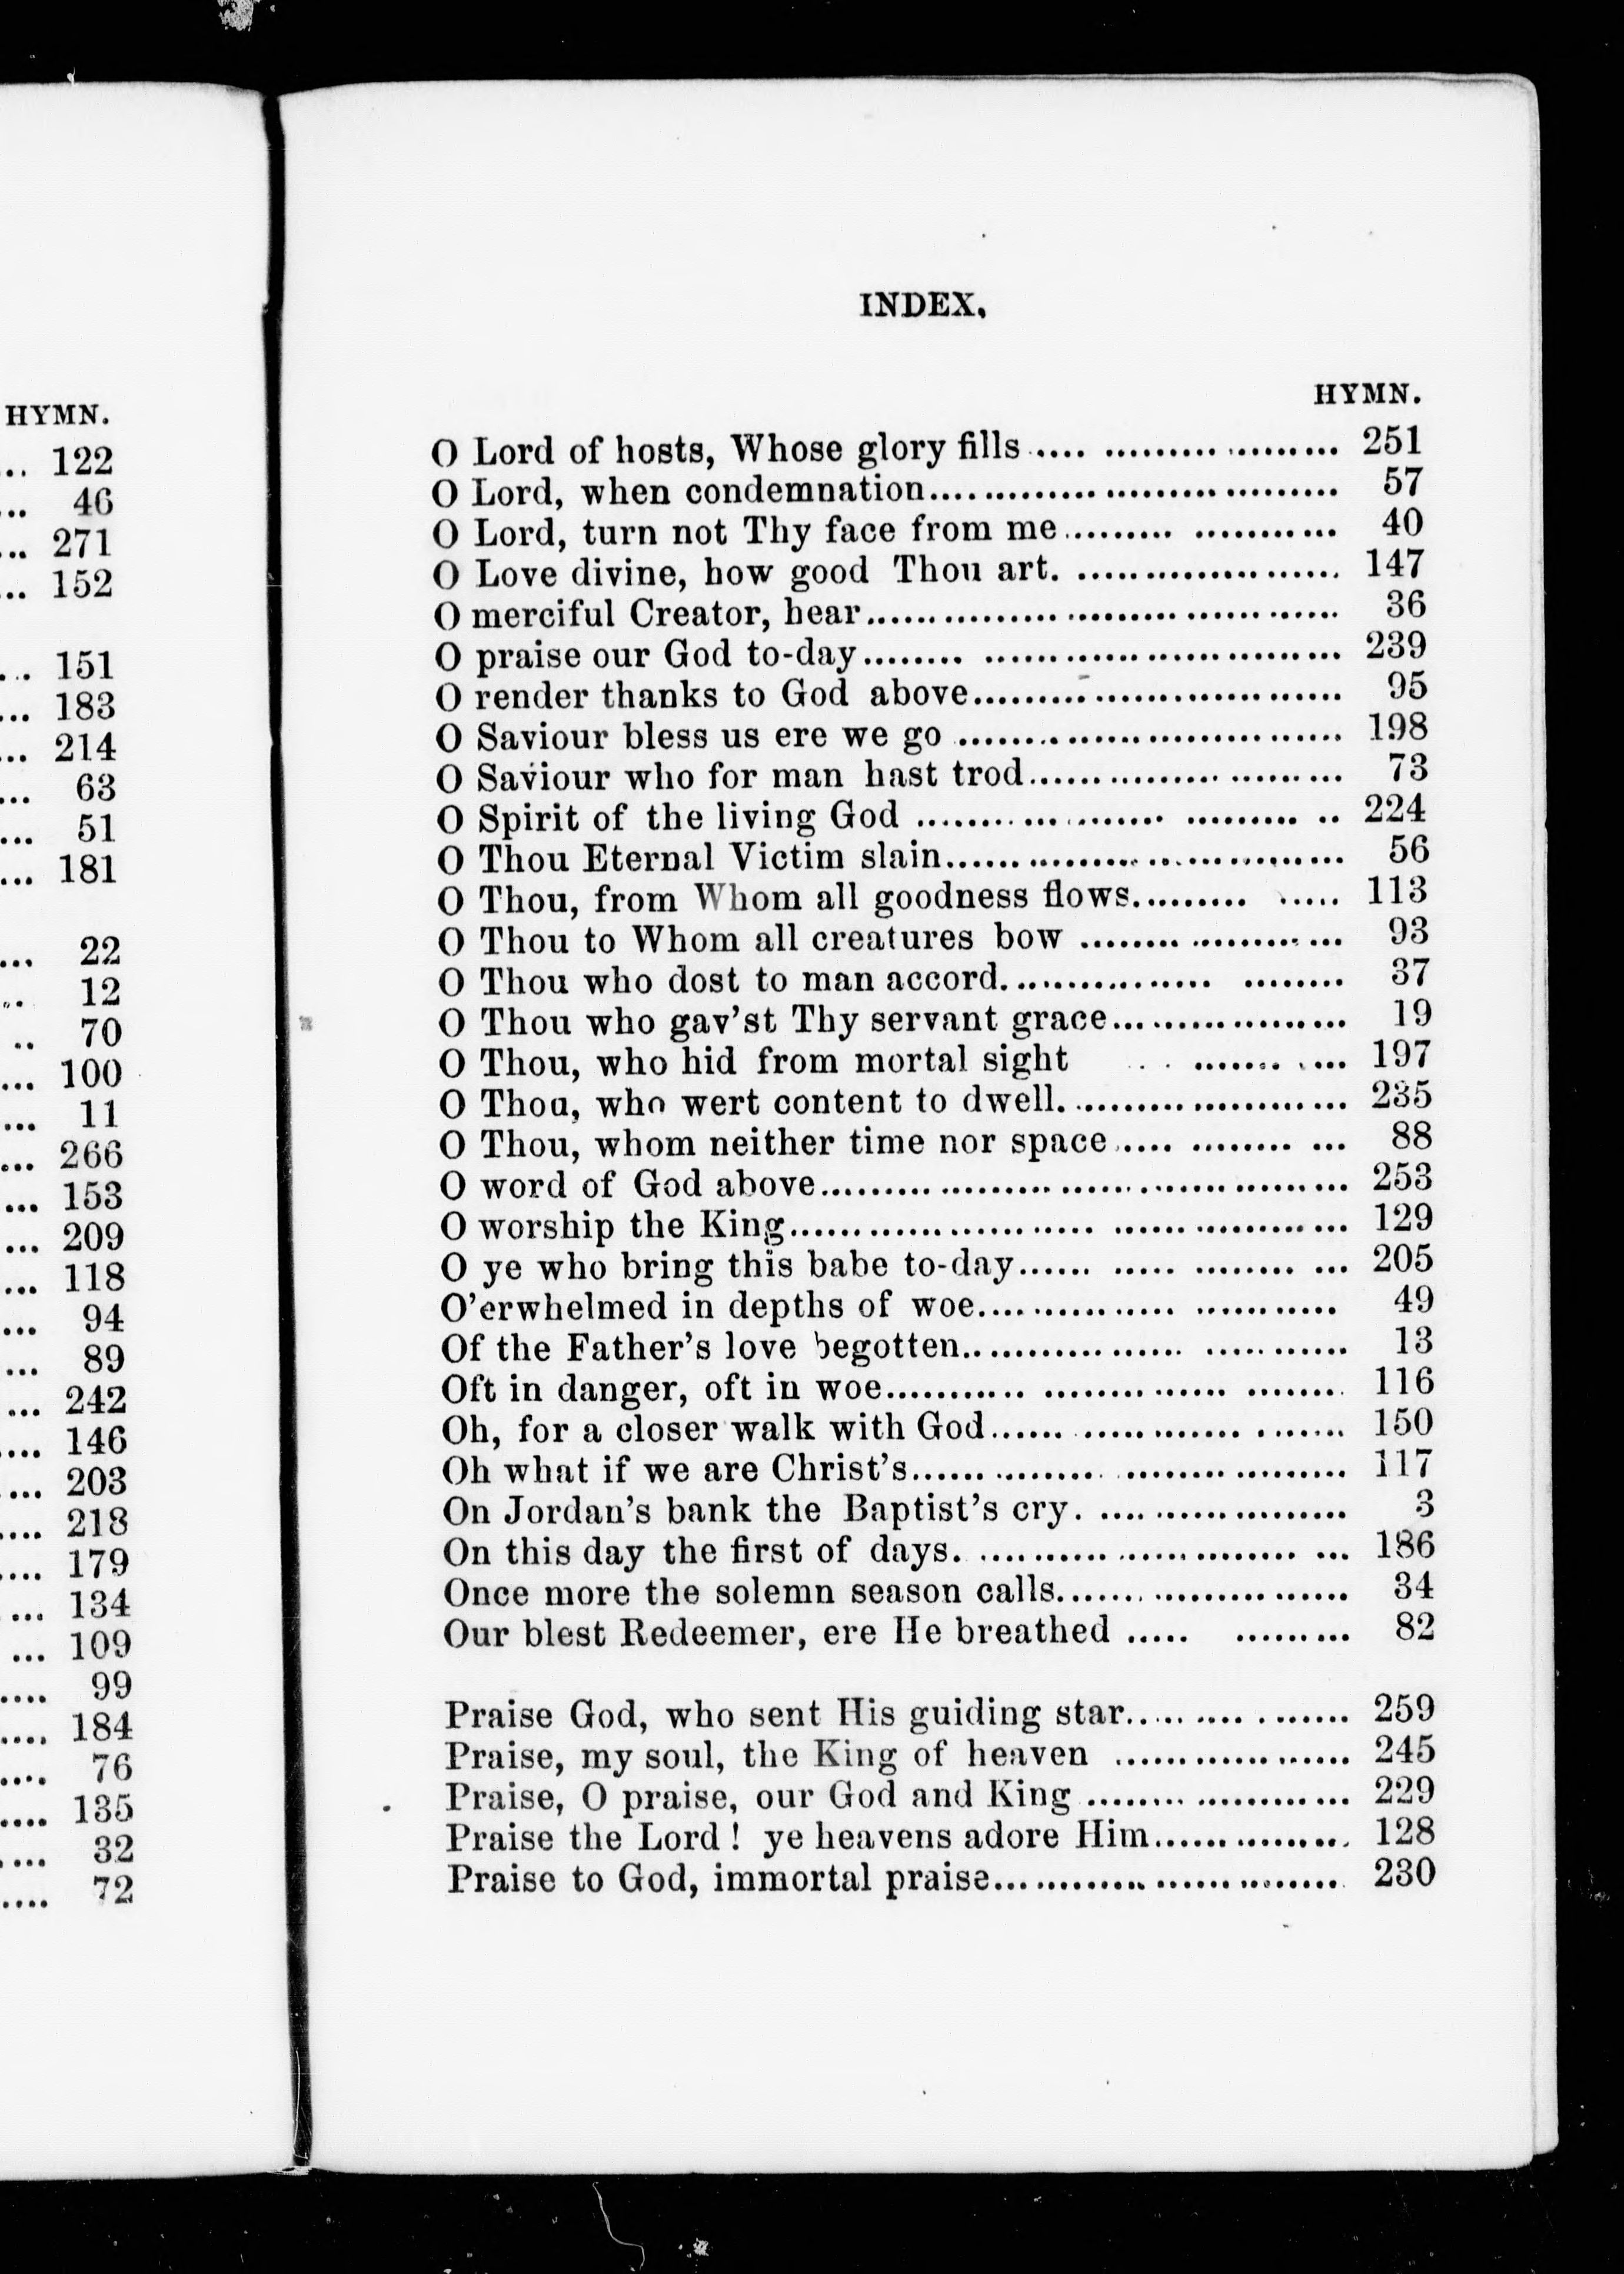 HYMN.
... 122
... 46
... 271
... 152
... 151
... 183
... 214
... 63
... 51
... 181
... 22
... 12
.. 70
... 100
... 11
... 266
... 153
... 209
... 118
... 94
... 89
... 242
.... 146
.... 203
.... 218
.... 179
... 134
... 109
.... 99
.... 184
.... 76
.... 135
.... 32
.... 72
INDEX.
HYMN.
O Lord of hosts, Whose glory fills .................... 251
O Lord, when condemnation.............................. 57
O Lord, turn not Thy face from me.................... 40
O Love divine, how good Thou art. .................... 147
O merciful Creator, hear.................................... 36
O praise our God to-day.................................... 239
O render thanks to God above............................ 95
O Saviour bless us ere we go .............................. 198
O Saviour who for man hast trod........................ 73
O Spirit of the living God .............................. 224
O Thou Eternal Victim slain.............................. 56
O Thou, from Whom all goodness flows.............. 113
O Thou to Whom all creatures bow .................... 93
O Thou who dost to man accord........................ 37
O Thou who gav'st Thy servant grace.................. 19
O Thou, who hid from mortal sight .............. 197
O Thou, who wert content to dwell...................... 235
O Thou, whom neither time nor space................ 88
O word of God above........................................ 253
O worship the King.......................................... 129
O ye who bring this babe to-day...................... 205
O'erwhelmed in depths of woe.......................... 49
Of the Father's love begotten............................ 13
Oft in danger, oft in woe.................................. 116
Oh, for a closer walk with God.......................... 150
Oh what if we are Christ's................................ 117
On Jordan's bank the Baptist's cry. .................. 3
On this day the first of days. ............................ 186
Once more the solemn season calls...................... 34
Our blest Redeemer, ere He breathed .............. 82
Praise God, who sent His guiding star................ 259
Praise, my soul, the King of heaven .................. 245
Praise, O praise, our God and King .................... 229
Praise the Lord ! ye heavens adore Him................ 128
Praise to God, immortal praise.......................... 230